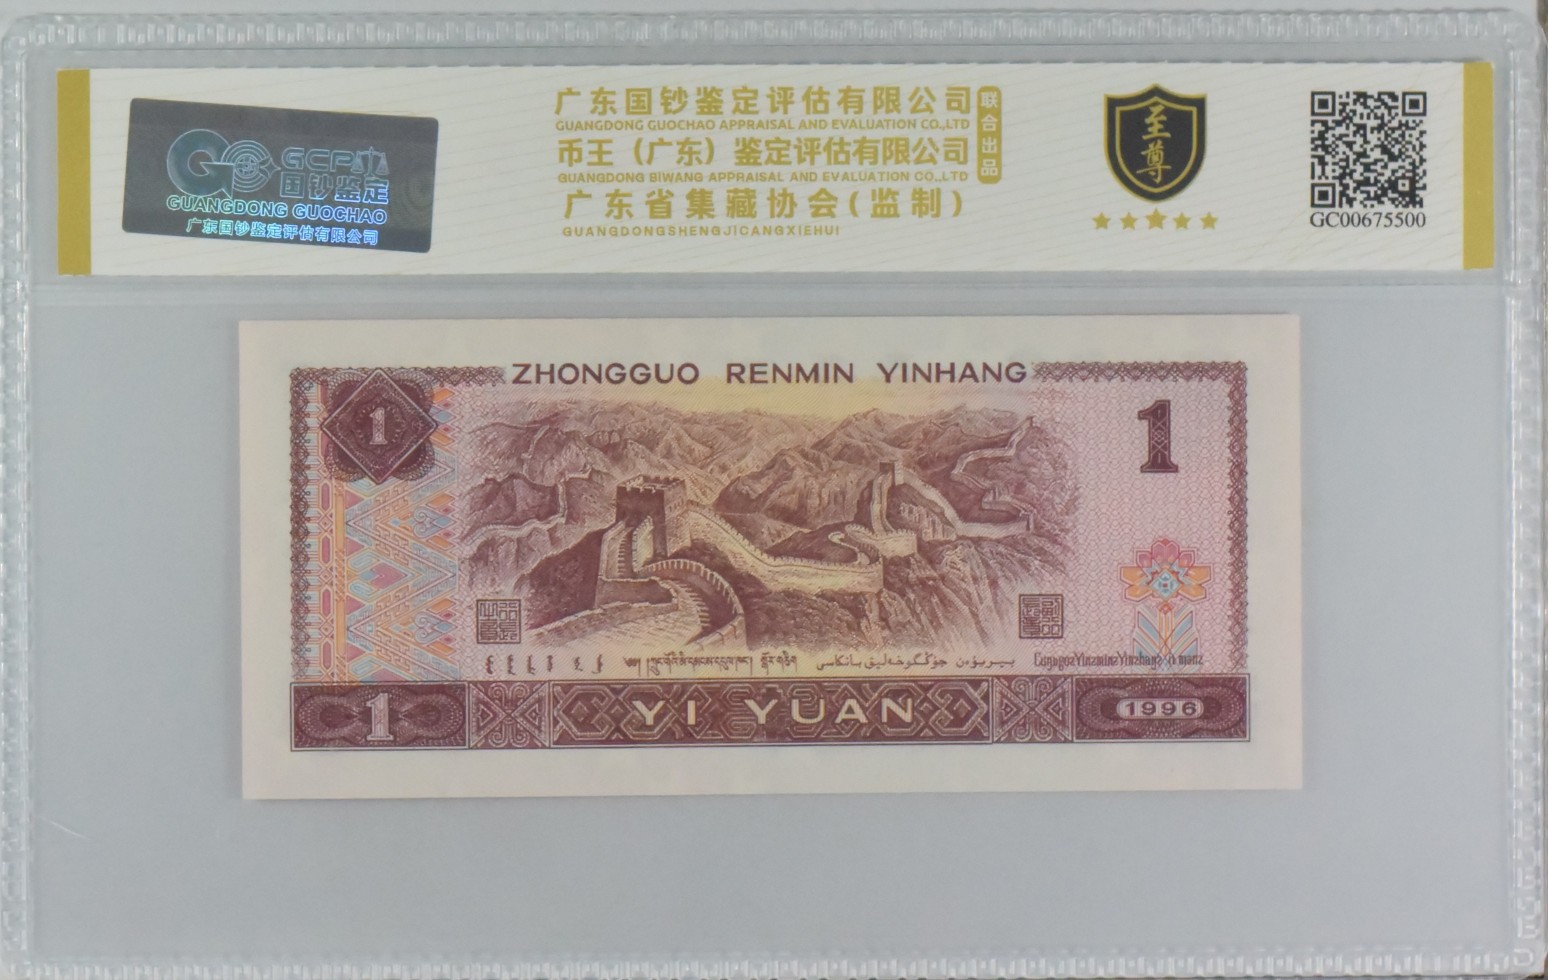 GCP
国钞鉴定
GUANGDONG GUOCHAO
广东国钞鉴定评估有限公司
广东国钞鉴定评估有限公司
GUANGDONG GUOCHAO APPRAISAL AND EVALUATION CO.,LTD
币王(广东)鉴定评估有限公司
GUANGDONG BIWANG APPRAISAL AND EVALUATION CO.,LTD
联合出品
广东省集藏协会(监制)
GUANGDONGSHENGJICANGXIEHUI
至尊
GC00675500
ZHONGGUO RENMIN YINHANG
1
1
1
YI YUAN
1996